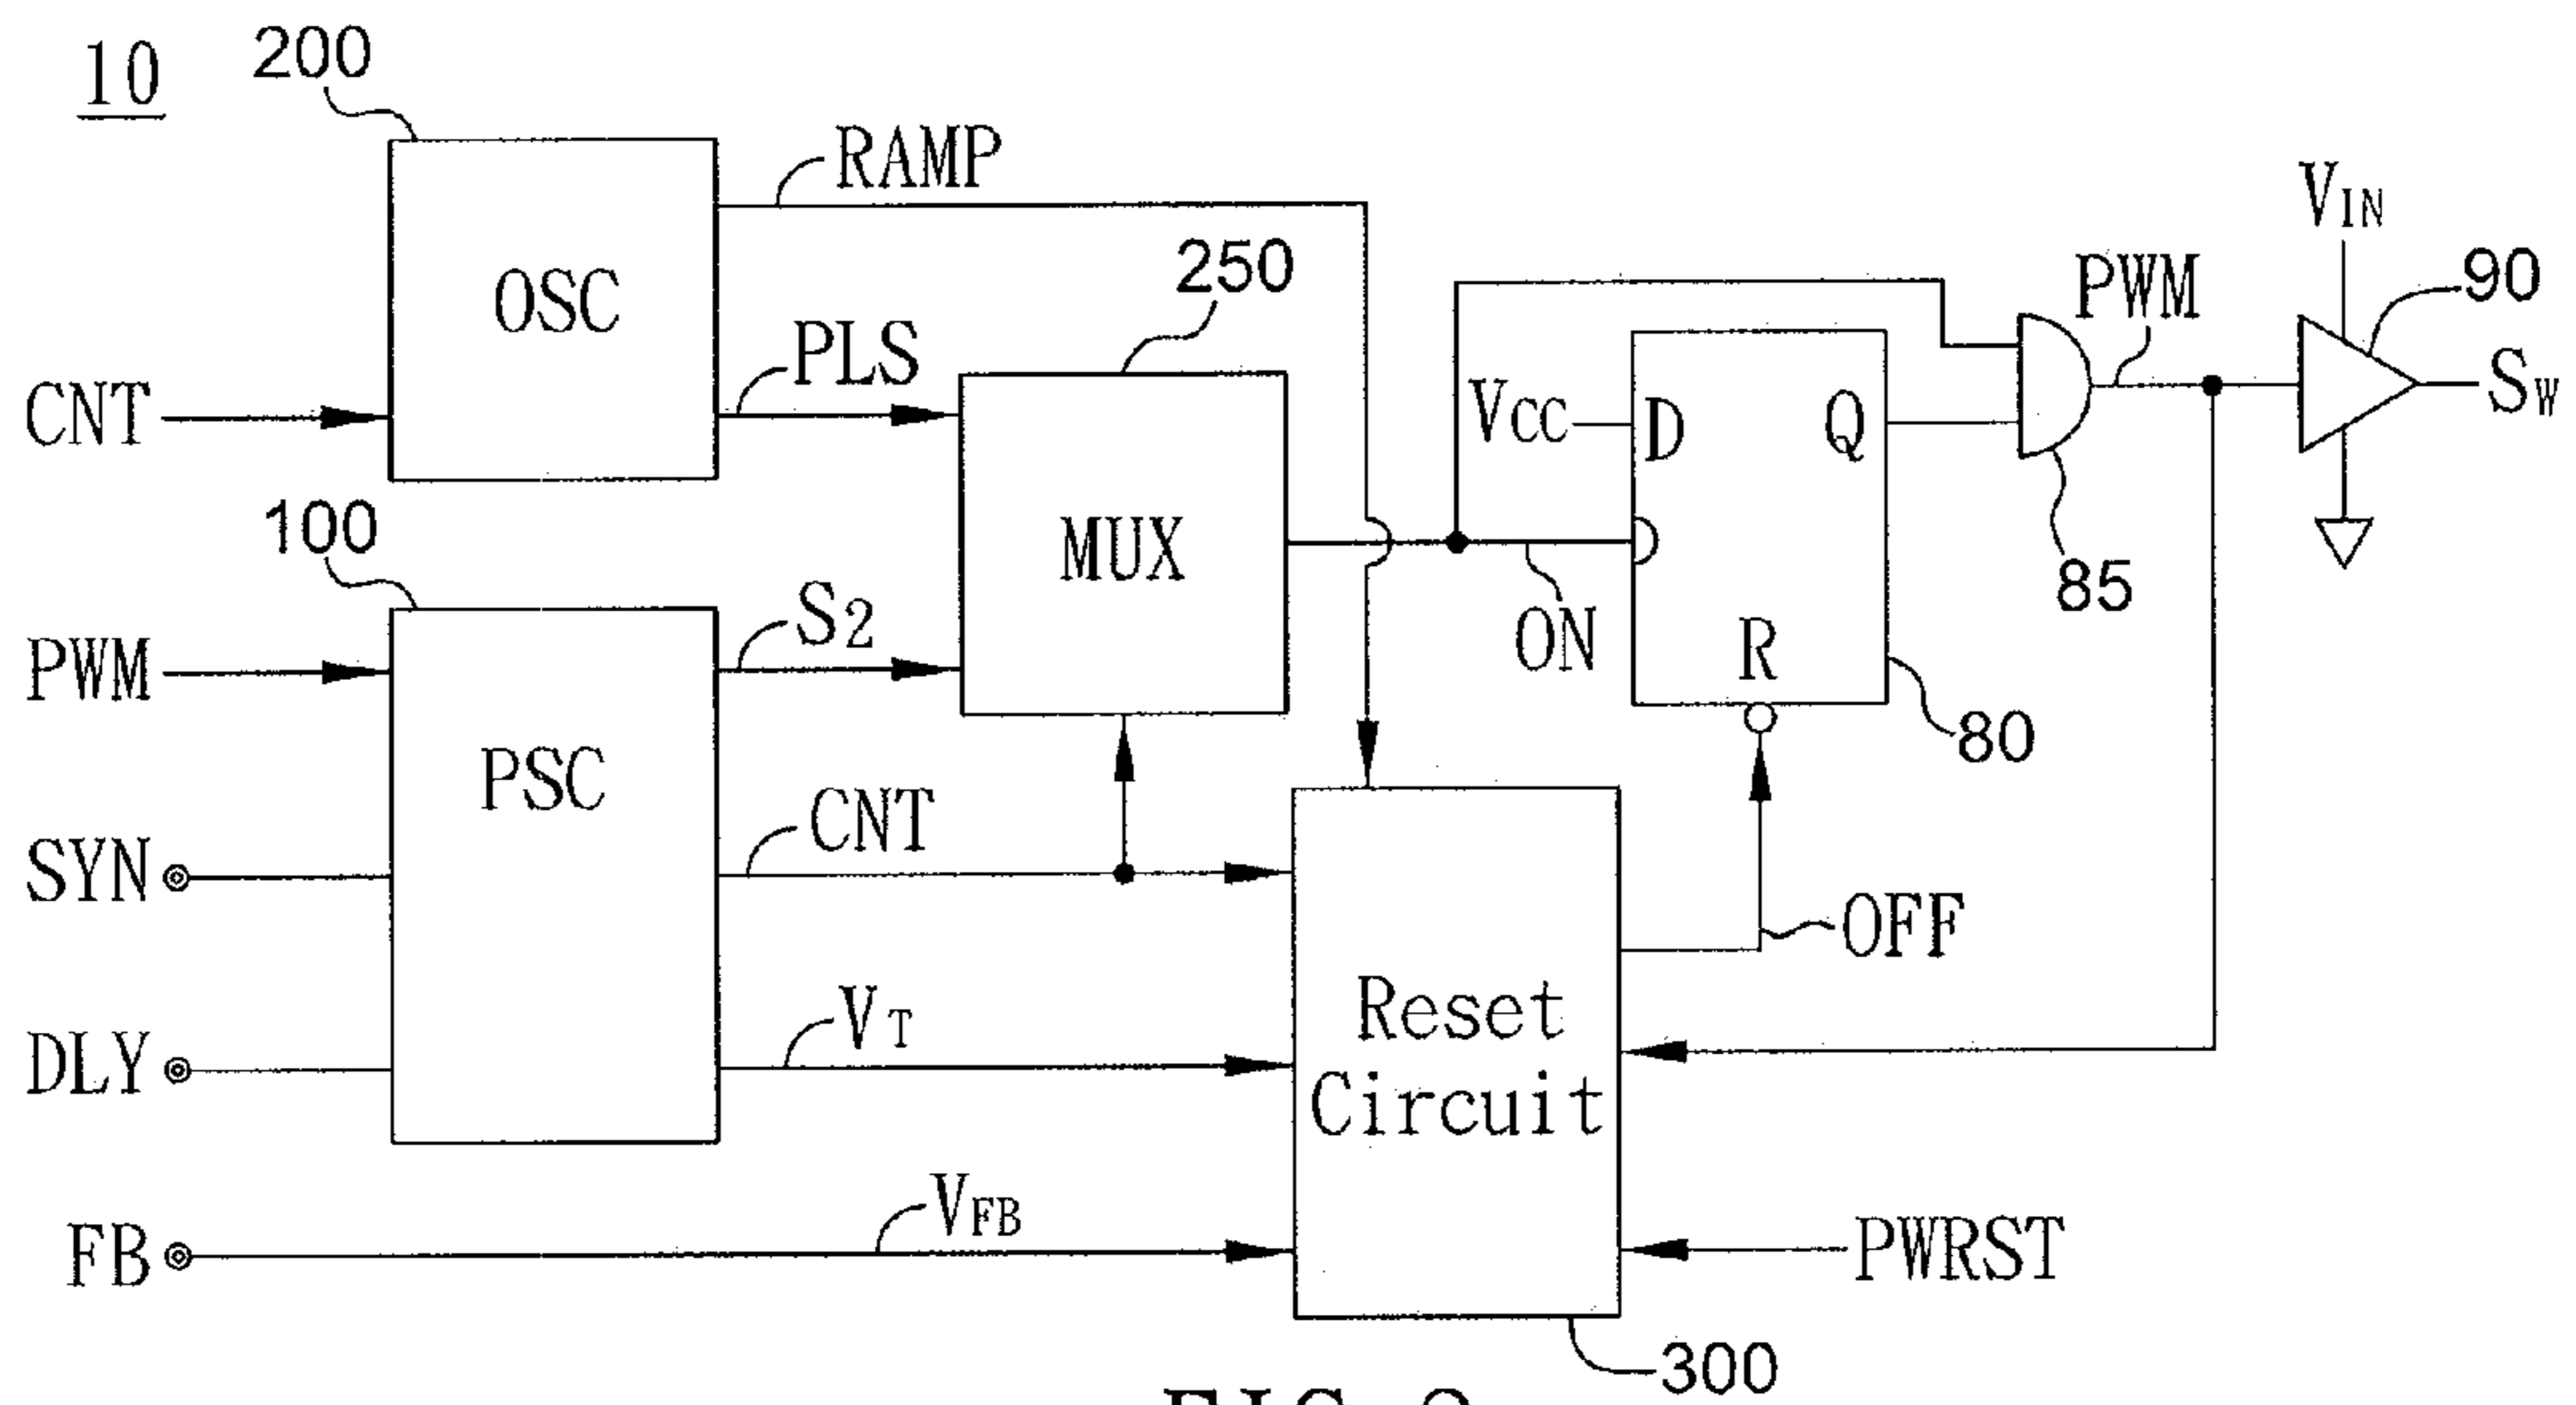 10
200
RAMP
OSC
PLS
250
CNT
VIN
PWM
90
SW
VCC
D
Q
100
MUX
85
PWM
S2
ON
R
80
PSC
CNT
SYN
OFF
VT
Reset
Circuit
DLY
VFB
FB
PWRST
300